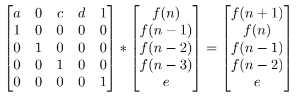 [a 0 c d 1] [f(n)] [f(n + 1)]
[1 0 0 0 0] [f(n − 1)] [f(n)]
[0 1 0 0 0] ∗ [f(n − 2)] = [f(n − 1)]
[0 0 1 0 0] [f(n − 3)] [f(n − 2)]
[0 0 0 0 1] [e] [e]